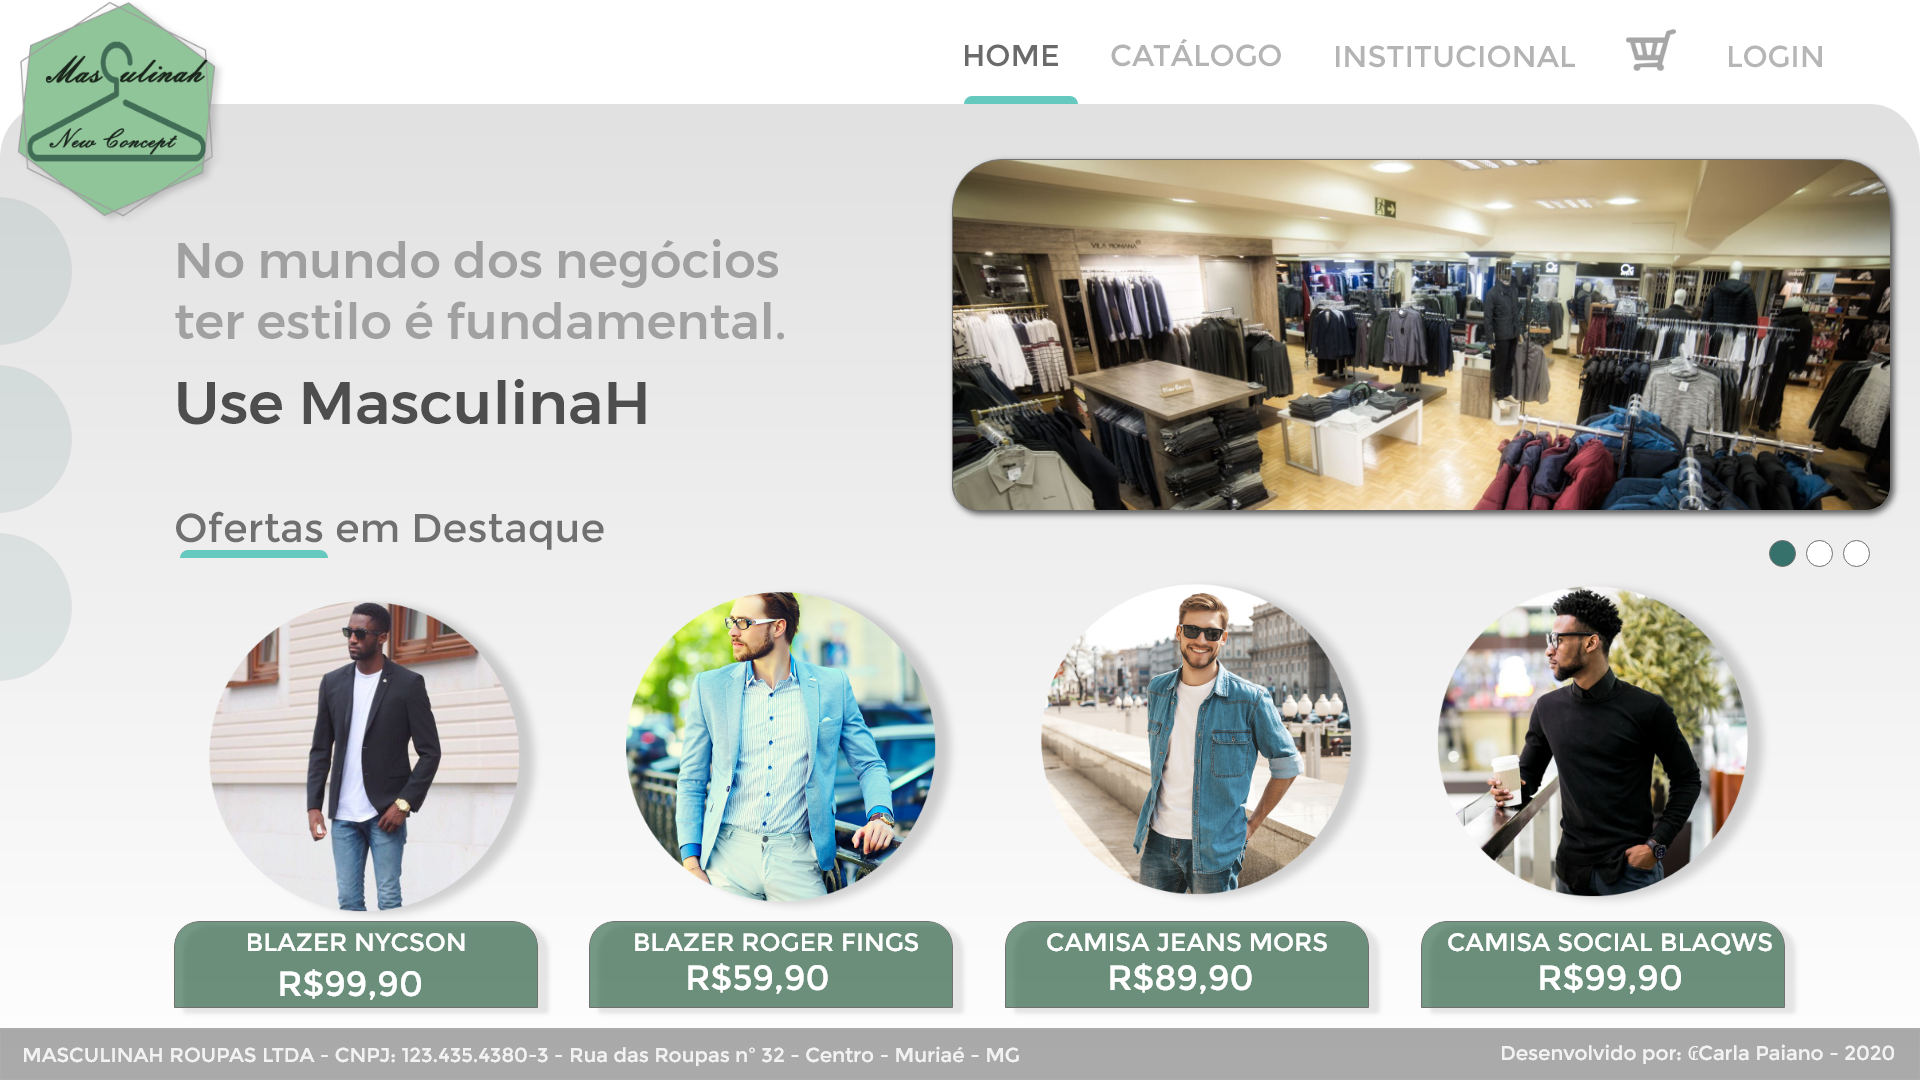 Masculinah
New Concept
HOME CATÁLOGO INSTITUCIONAL LOGIN
VILA ROMANA
No mundo dos negócios
ter estilo é fundamental.
Use MasculinaH
Ofertas em Destaque
BLAZER NYCSON
R$99,90
BLAZER ROGER FINGS
R$59,90
CAMISA JEANS MORS
R$89,90
CAMISA SOCIAL BLAQWS
R$99,90
MASCULINAH ROUPAS LTDA - CNPJ: 123.435.4380-3 - Rua das Roupas n° 32 - Centro - Muriaé - MG
Desenvolvido por: ₢Carla Paiano - 2020